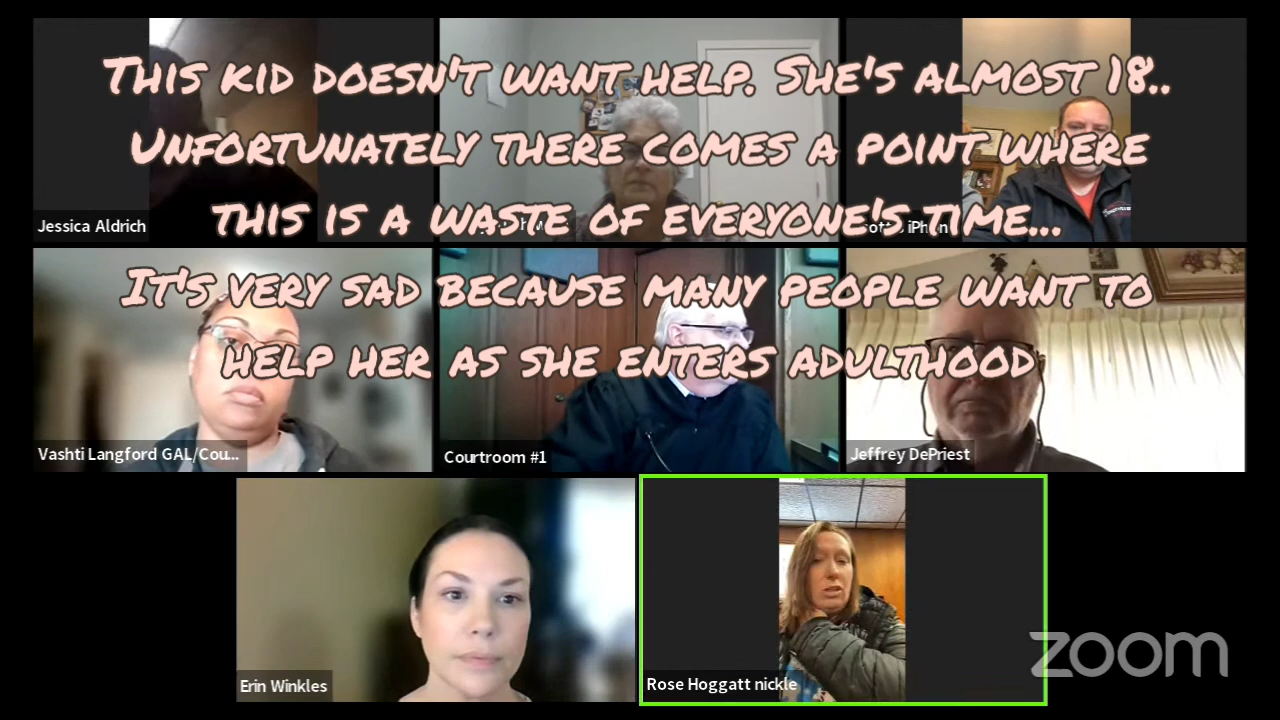 This kid doesn't want help. She's almost 18..
Unfortunately there comes a point where
this is a waste of everyone's time...
It's very sad because many people want to
help her as she enters adulthood
Jessica Aldrich
iPhon
Vashti Langford GAL/Cou...
Courtroom #1
Jeffrey DePriest
Erin Winkles
Rose Hoggatt nickle
zoom